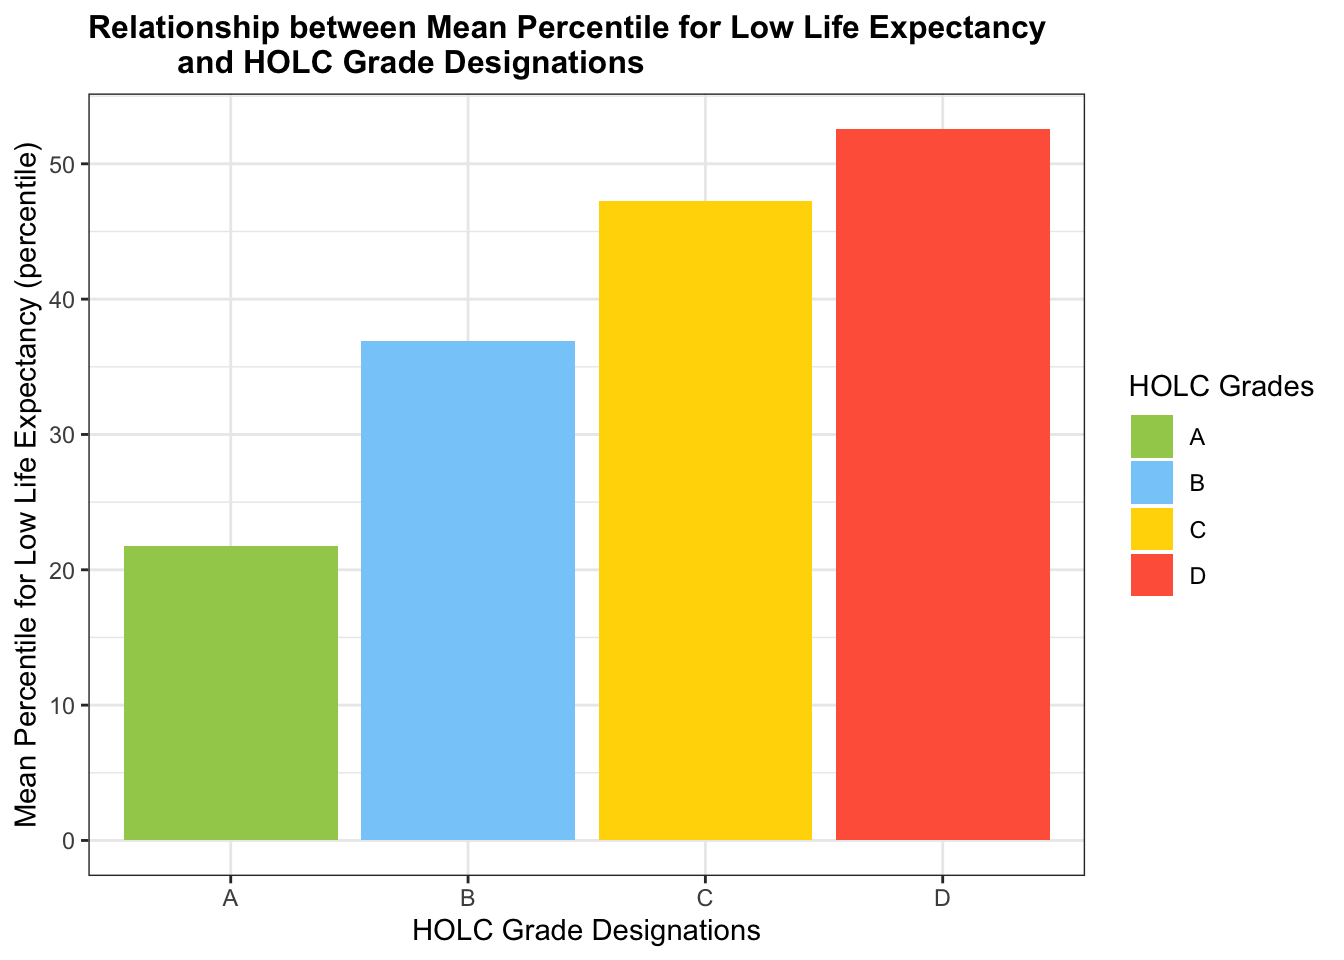 Relationship between Mean Percentile for Low Life Expectancy
and HOLC Grade Designations
Mean Percentile for Low Life Expectancy (percentile)
50
40
30
20
10
0
A
B
C
D
HOLC Grade Designations
HOLC Grades
A
B
C
D